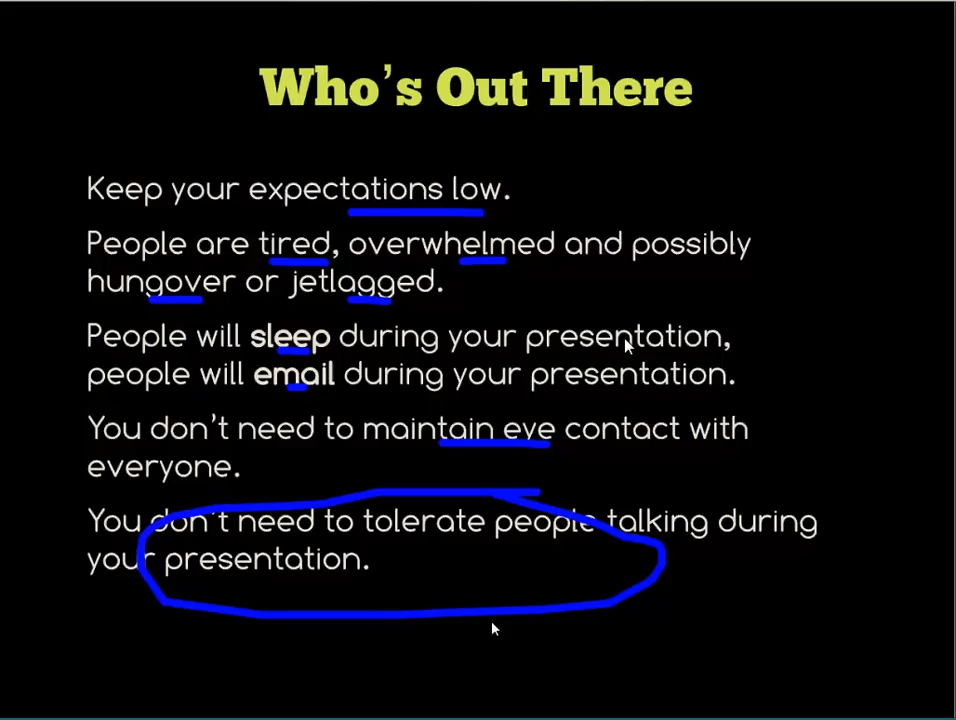 Who's Out There
Keep your expectations low.
People are tired, overwhelmed and possibly
hungover or jetlagged.
People will sleep during your presentation,
people will email during your presentation.
You don't need to maintain eye contact with
everyone.
You don't need to tolerate people talking during
your presentation.